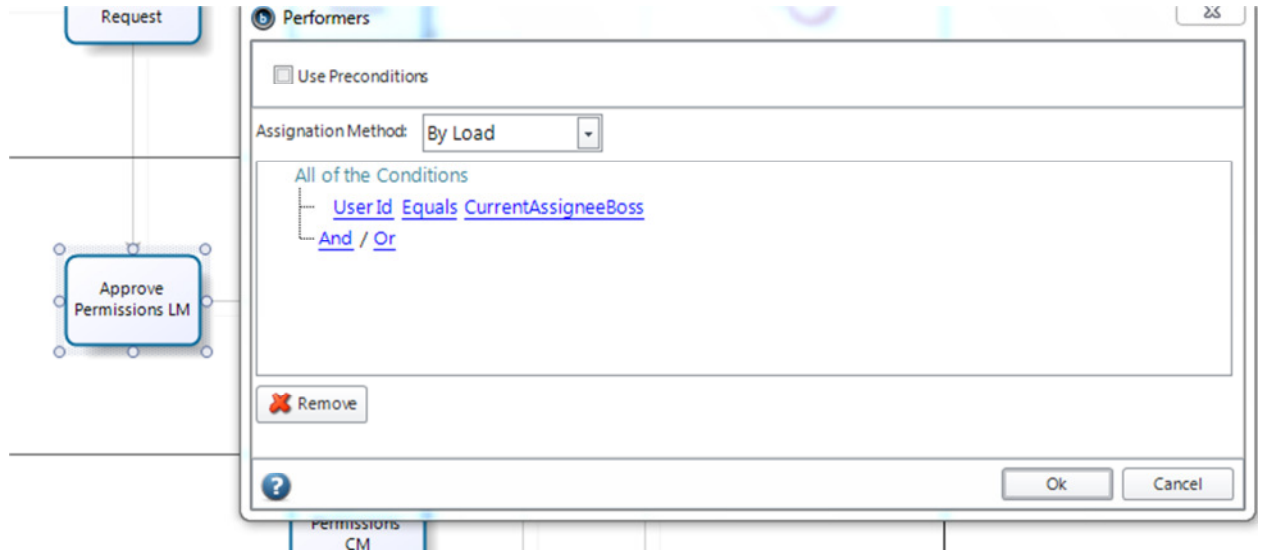 Request
Performers
Use Preconditions
Assignation Method: By Load
All of the Conditions
User Id Equals CurrentAssigneeBoss
And / Or
Approve
Permissions LM
Remove
? Ok Cancel
Permissions
CM